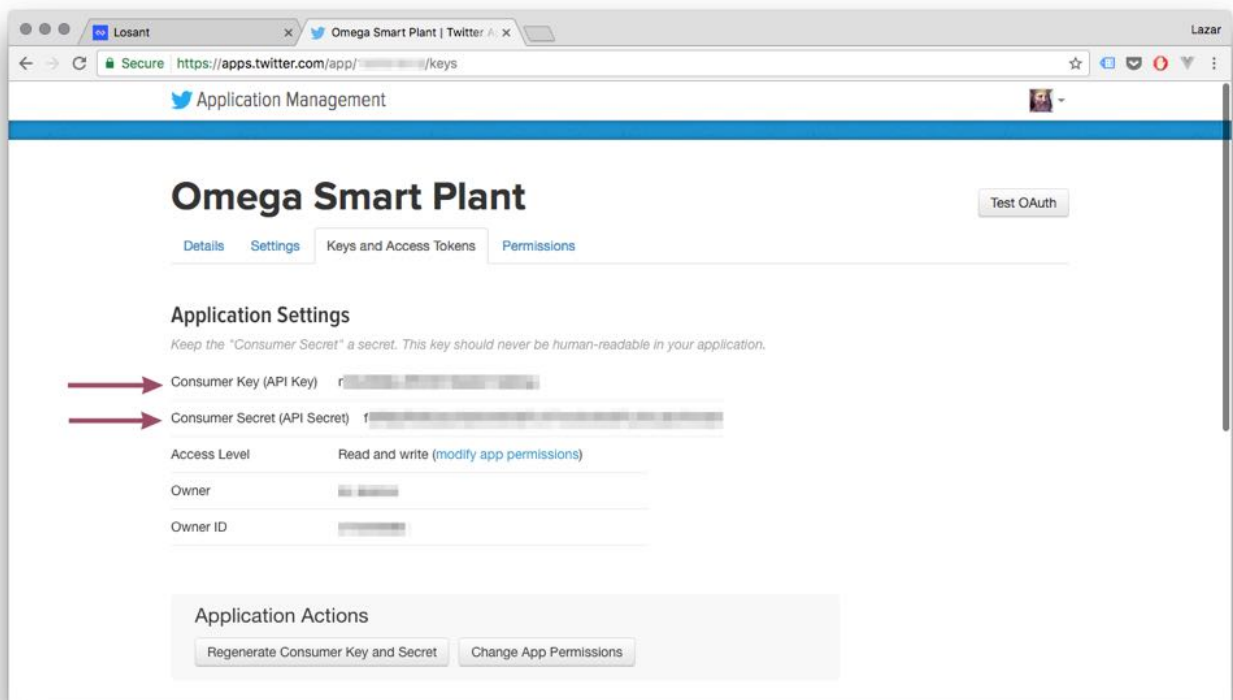 Losant
Omega Smart Plant | Twitter A
Lazar
Secure https://apps.twitter.com/app/ /keys
Application Management
Omega Smart Plant
Test OAuth
Details Settings Keys and Access Tokens Permissions
Application Settings
Keep the "Consumer Secret" a secret. This key should never be human-readable in your application.
Consumer Key (API Key) r
Consumer Secret (API Secret) f
Access Level Read and write (modify app permissions)
Owner
Owner ID
Application Actions
Regenerate Consumer Key and Secret Change App Permissions